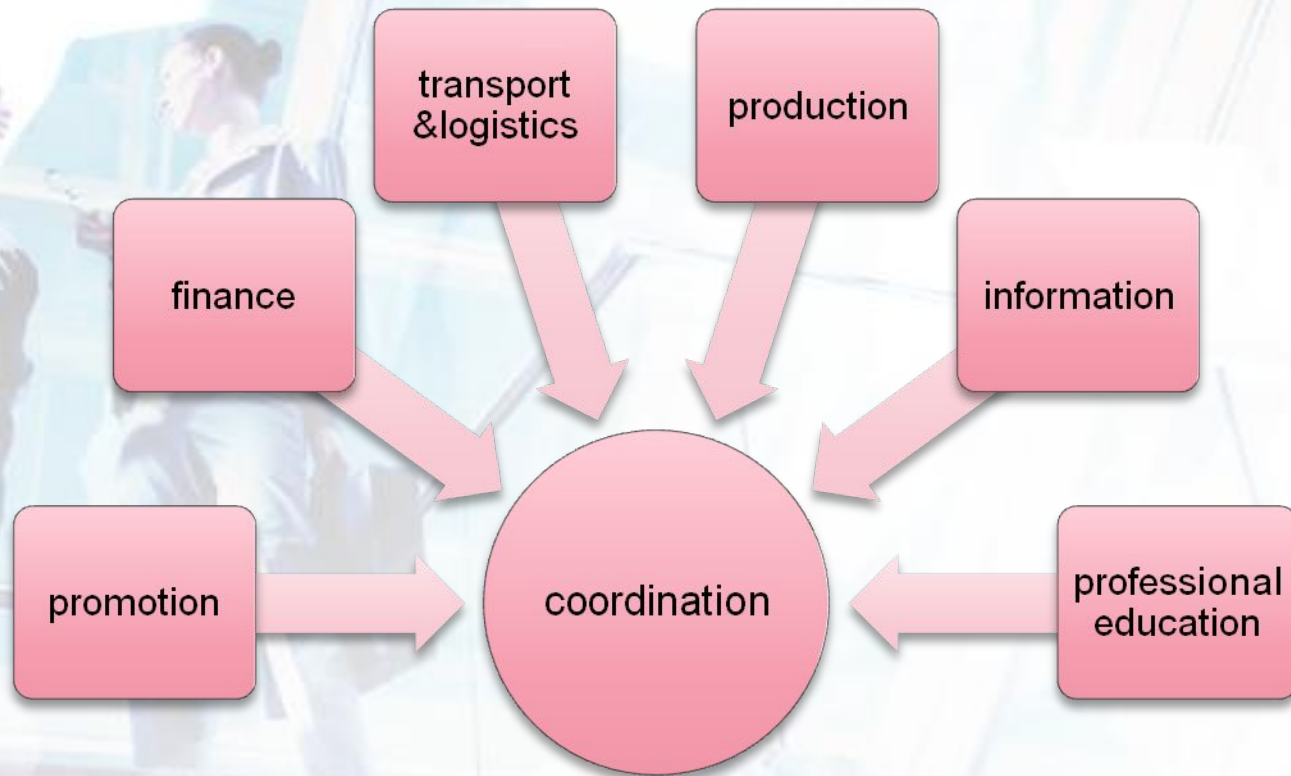 transport
&logistics
production
finance
information
promotion
coordination
professional
education